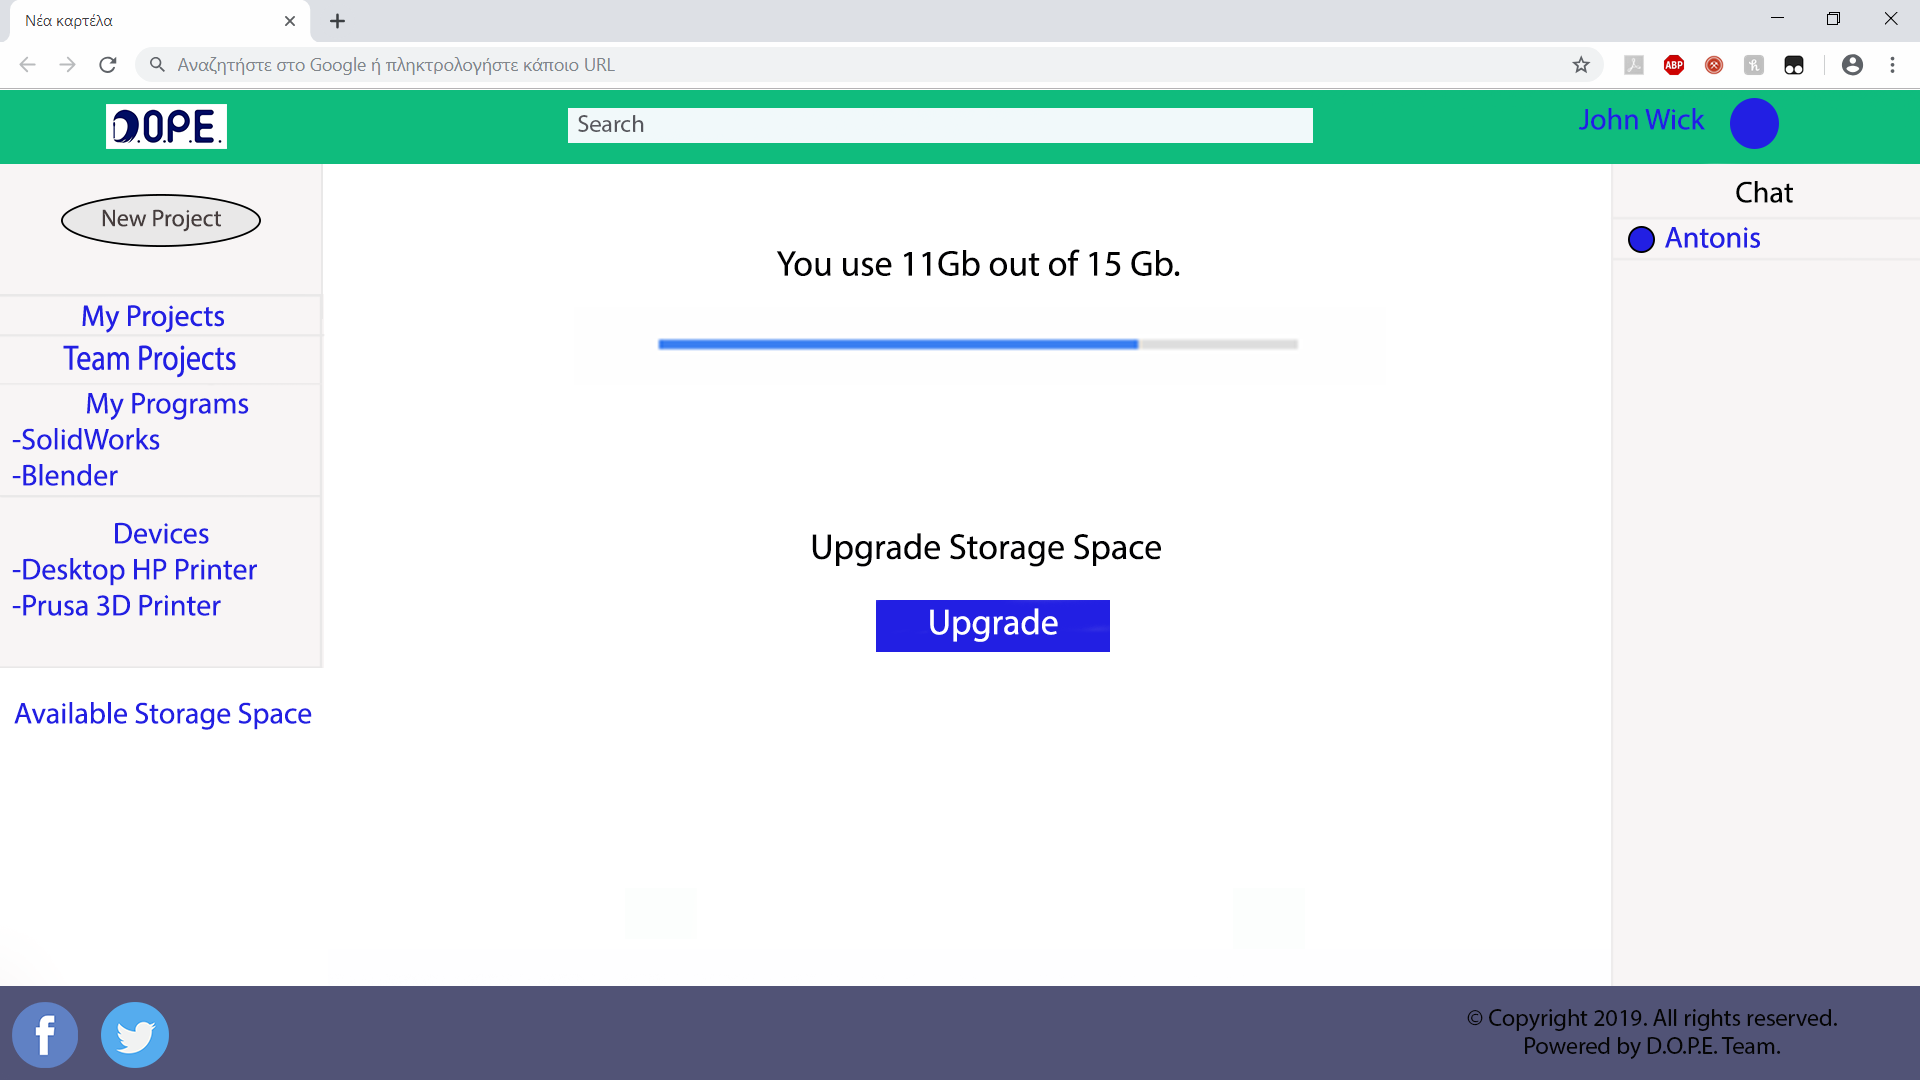 Νέα καρτέλα
Αναζητήστε στο Google ή πληκτρολογήστε κάποιο URL
ABP
D.O.P.E.
Search
John Wick
New Project
My Projects
Team Projects
My Programs
-SolidWorks
-Blender
Devices
-Desktop HP Printer
-Prusa 3D Printer
Available Storage Space
You use 11Gb out of 15 Gb.
Upgrade Storage Space
Upgrade
Chat
Antonis
© Copyright 2019. All rights reserved.
Powered by D.O.P.E. Team.